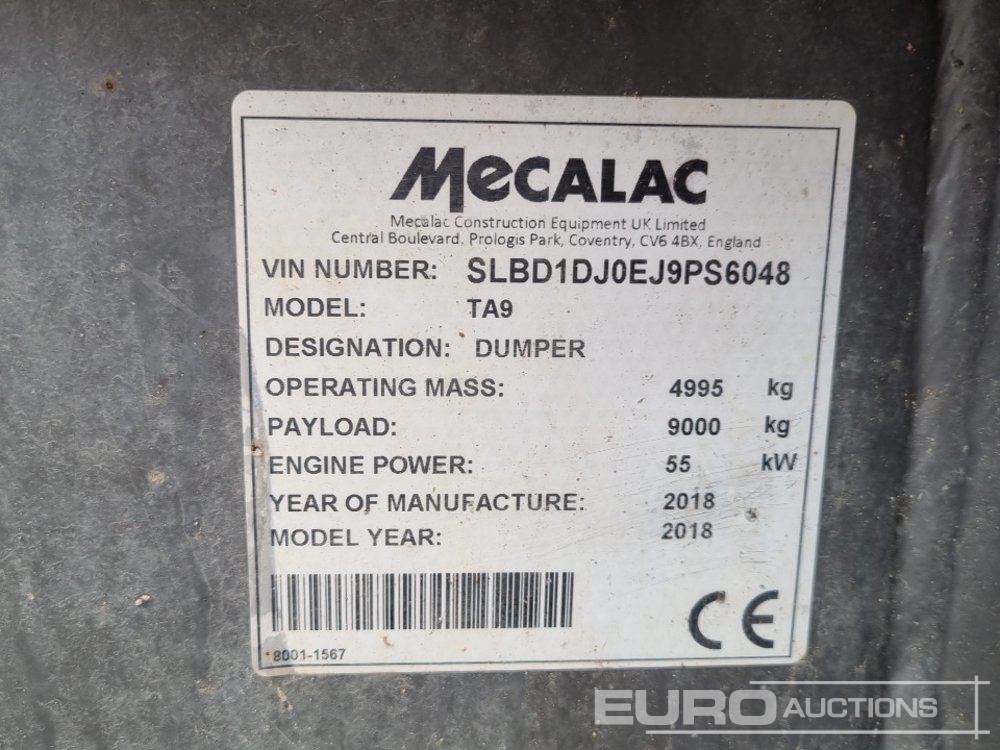 MECALAC
Mecalac Construction Equipment UK Limited
Central Boulevard, Prologis Park, Coventry, CV6 4BX, England
VIN NUMBER: SLBD1DJ0EJ9PS6048
MODEL: TA9
DESIGNATION: DUMPER
OPERATING MASS: 4995 kg
PAYLOAD: 9000 kg
ENGINE POWER: 55 kW
YEAR OF MANUFACTURE: 2018
MODEL YEAR: 2018
CE
8001-1567
EURO AUCTIONS